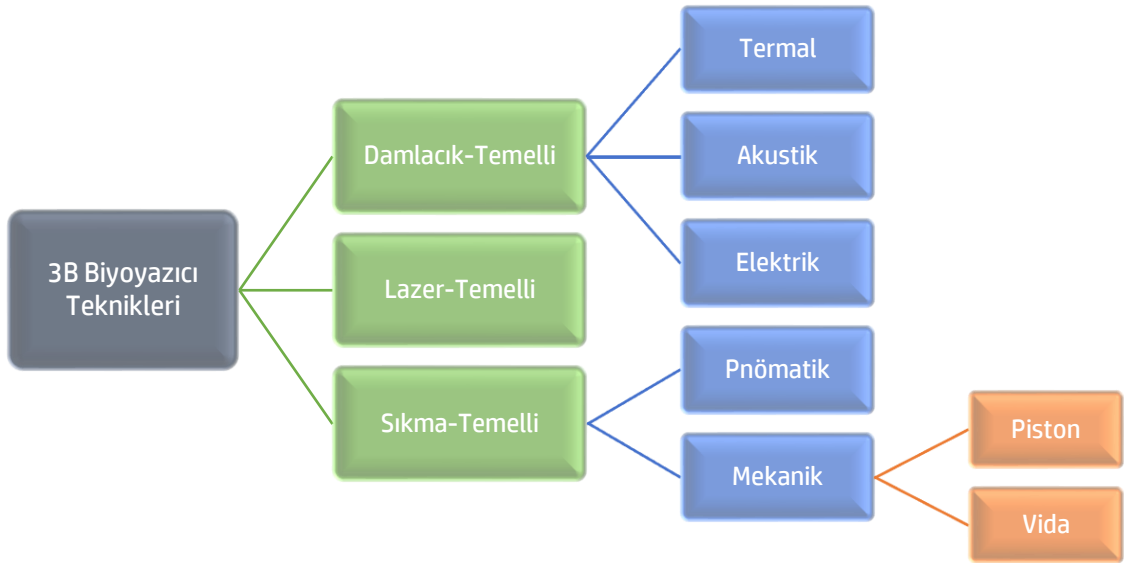 3B Biyoyazıcı
Teknikleri
Damlacık-Temelli
Termal
Akustik
Elektrik
Lazer-Temelli
Sıkma-Temelli
Pnömatik
Mekanik
Piston
Vida